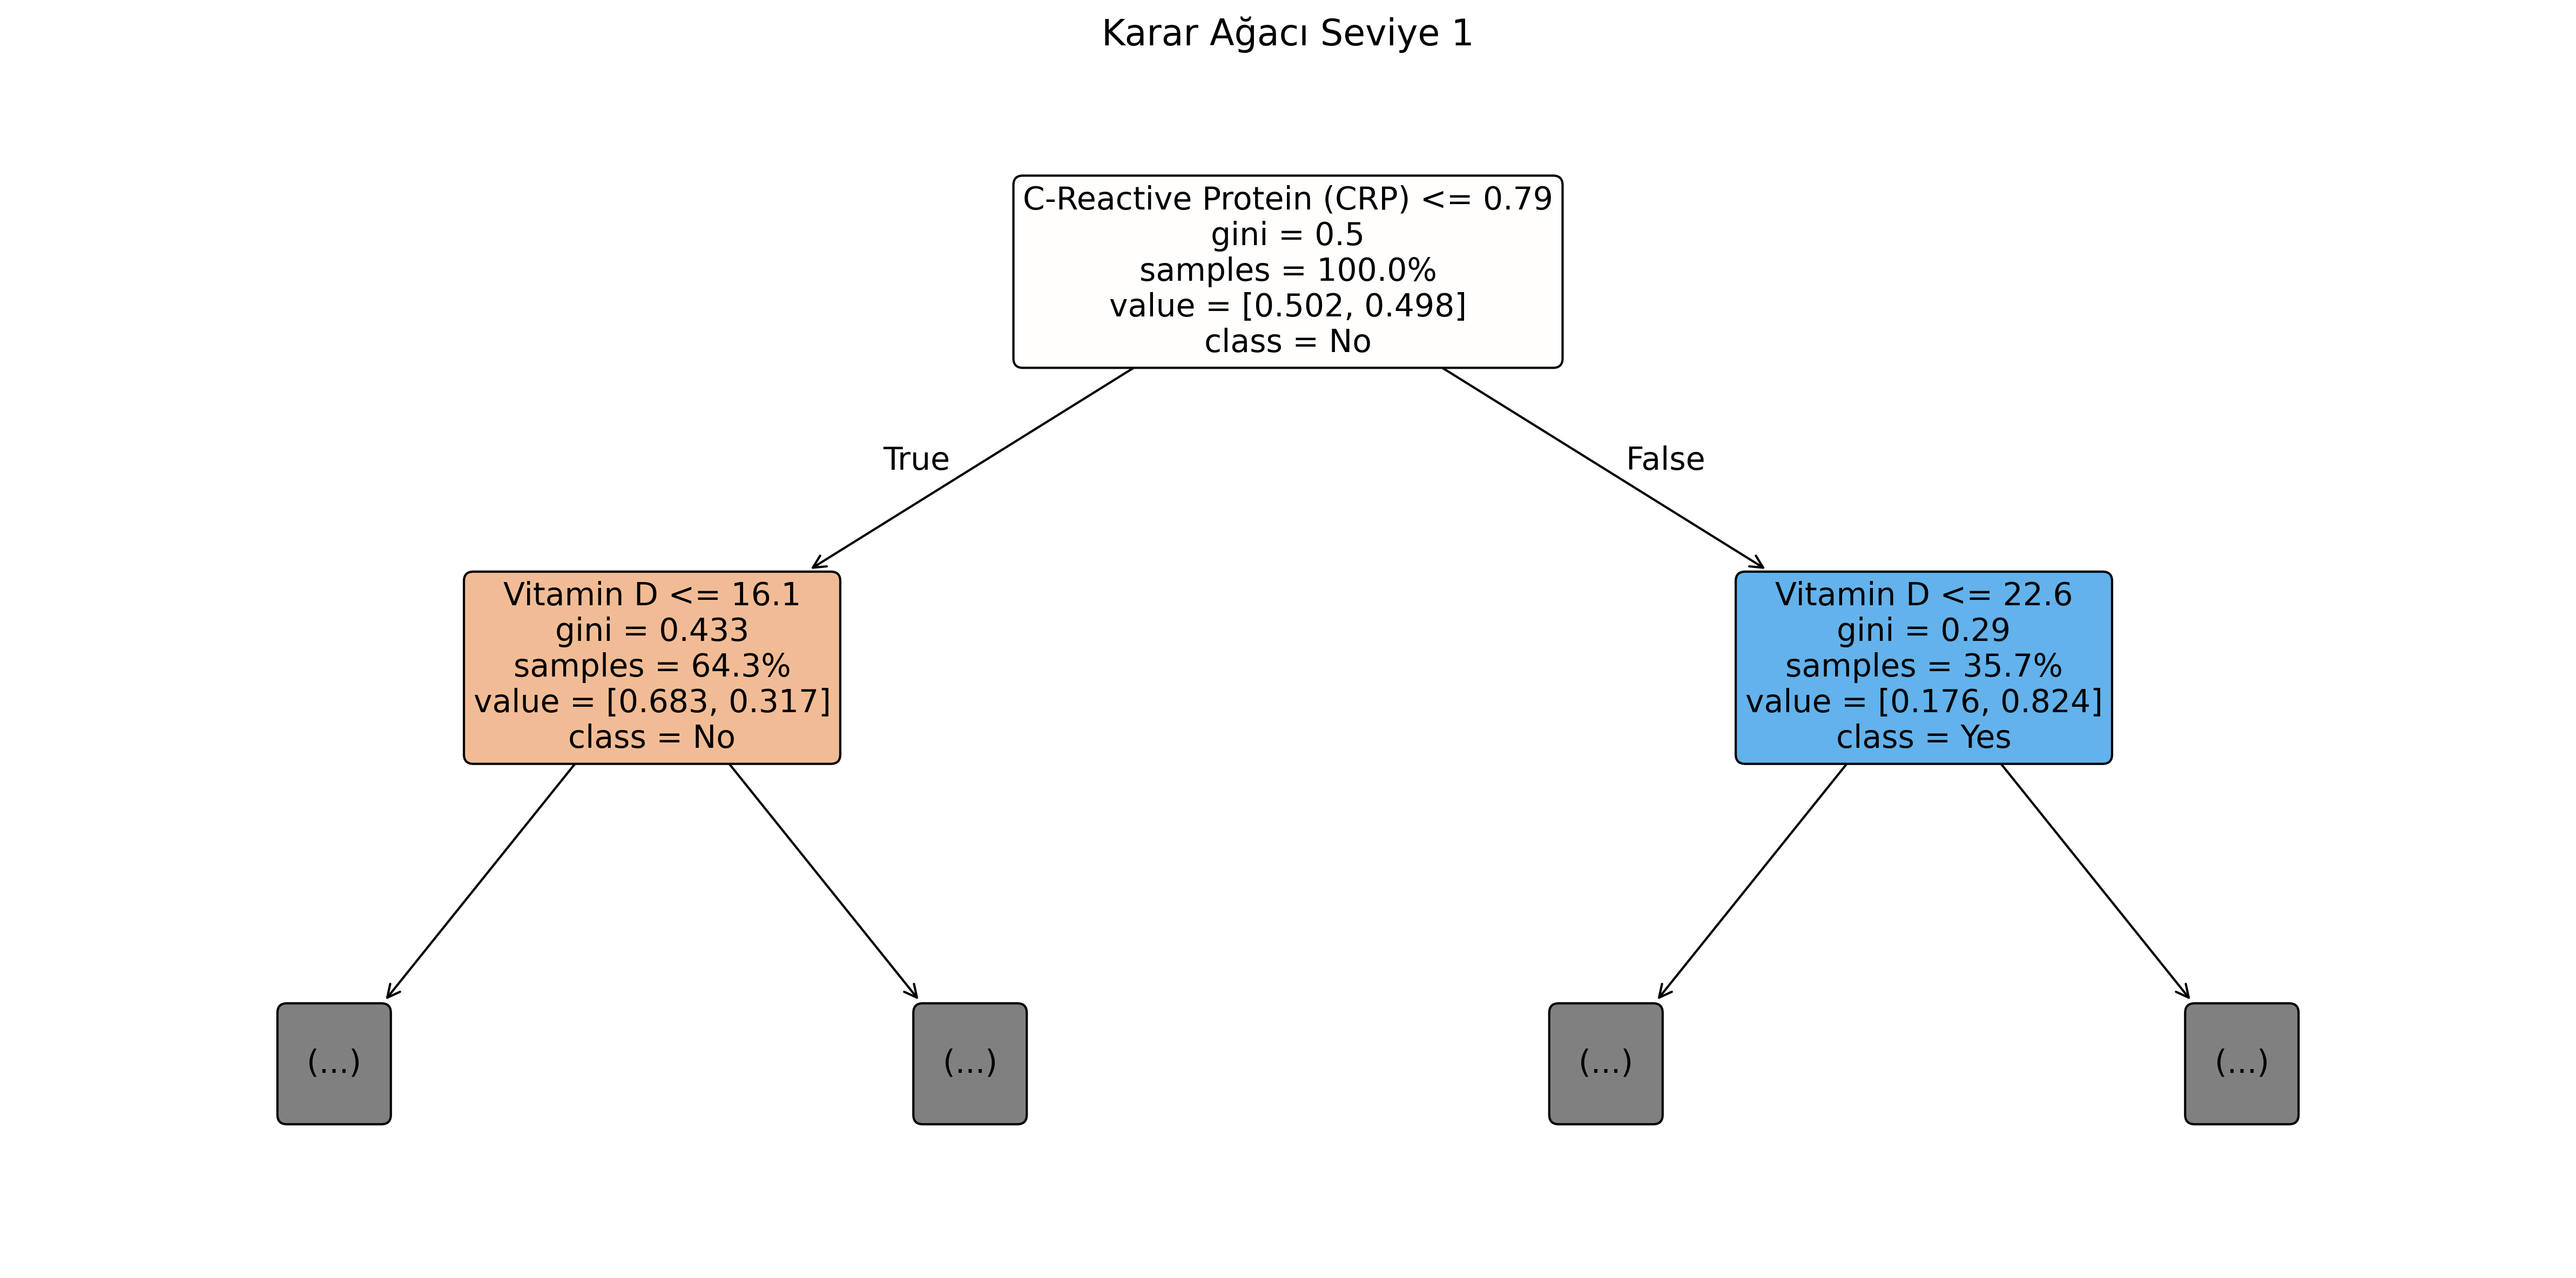 Karar Ağacı Seviye 1
C-Reactive Protein (CRP) <= 0.79
gini = 0.5
samples = 100.0%
value = [0.502, 0.498]
class = No
True
False
Vitamin D <= 16.1
gini = 0.433
samples = 64.3%
value = [0.683, 0.317]
class = No
Vitamin D <= 22.6
gini = 0.29
samples = 35.7%
value = [0.176, 0.824]
class = Yes
(...)
(...)
(...)
(...)